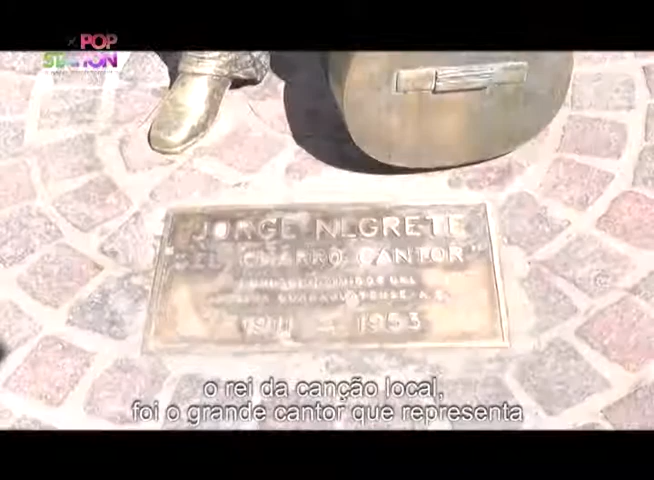 POP
STATION
JORGE NEGRETE
"EL CHARRO CANTOR"
1911 - 1953
o rei da canção local,
foi o grande cantor que representa